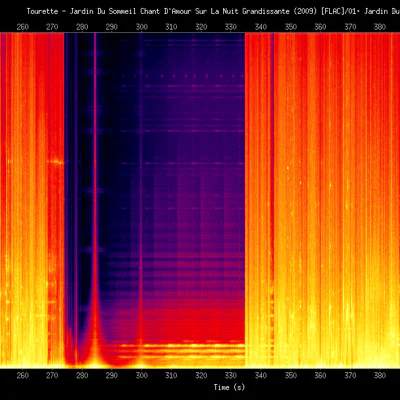 Tourette - Jardin Du Sommeil Chant D'Amour Sur La Nuit Grandissante (2009) [FLAC]/01• Jardin Du
260 270 280 290 300 310 320 330 340 350 360 370 380
260 270 280 290 300 310 320 330 340 350 360 370 380
Time (s)